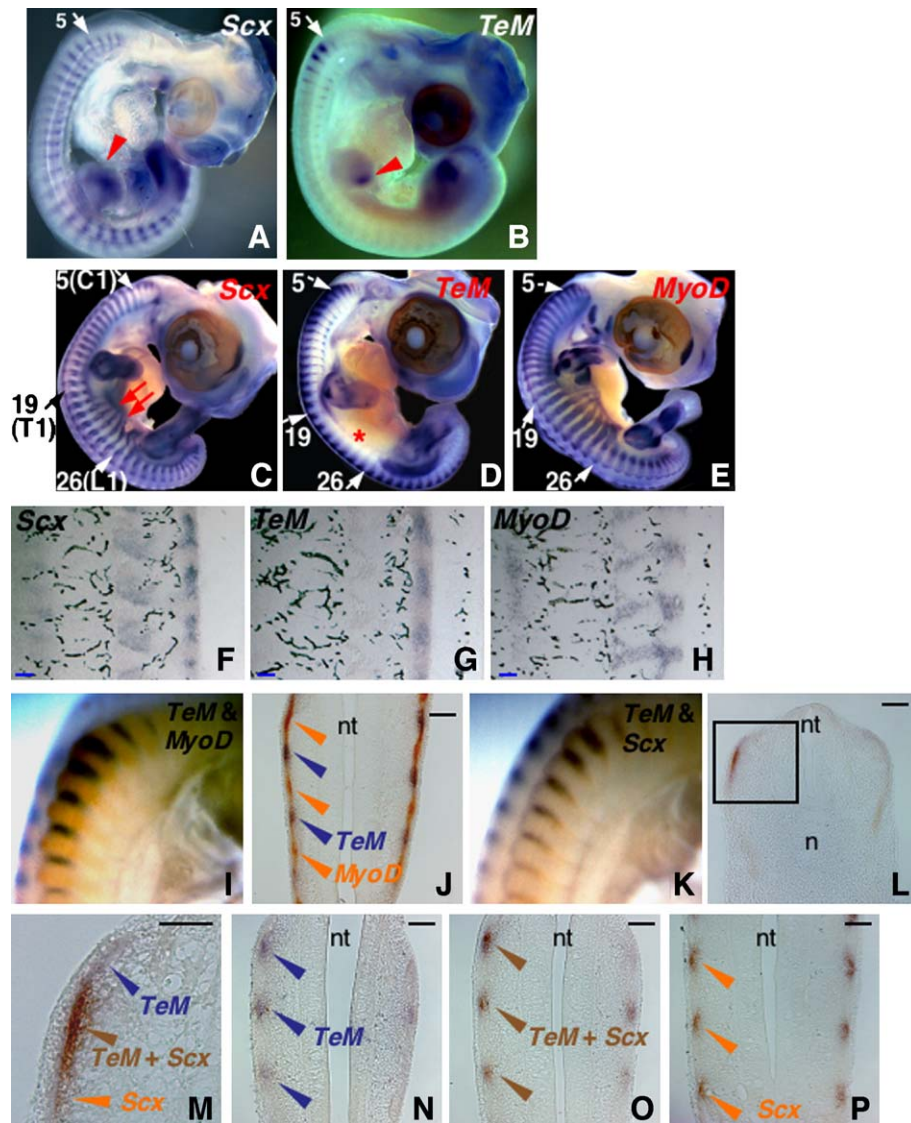 5 Scx A
5 TeM B
5(C1) Scx 19 (T1) 26(L1) C
5 TeM 19 * 26 D
5 MyoD 19 26 E
Scx F
TeM G
MyoD H
TeM & MyoD I
nt TeM MyoD J
TeM & Scx K
nt n L
TeM TeM + Scx Scx M
nt TeM N
nt TeM + Scx O
nt Scx P